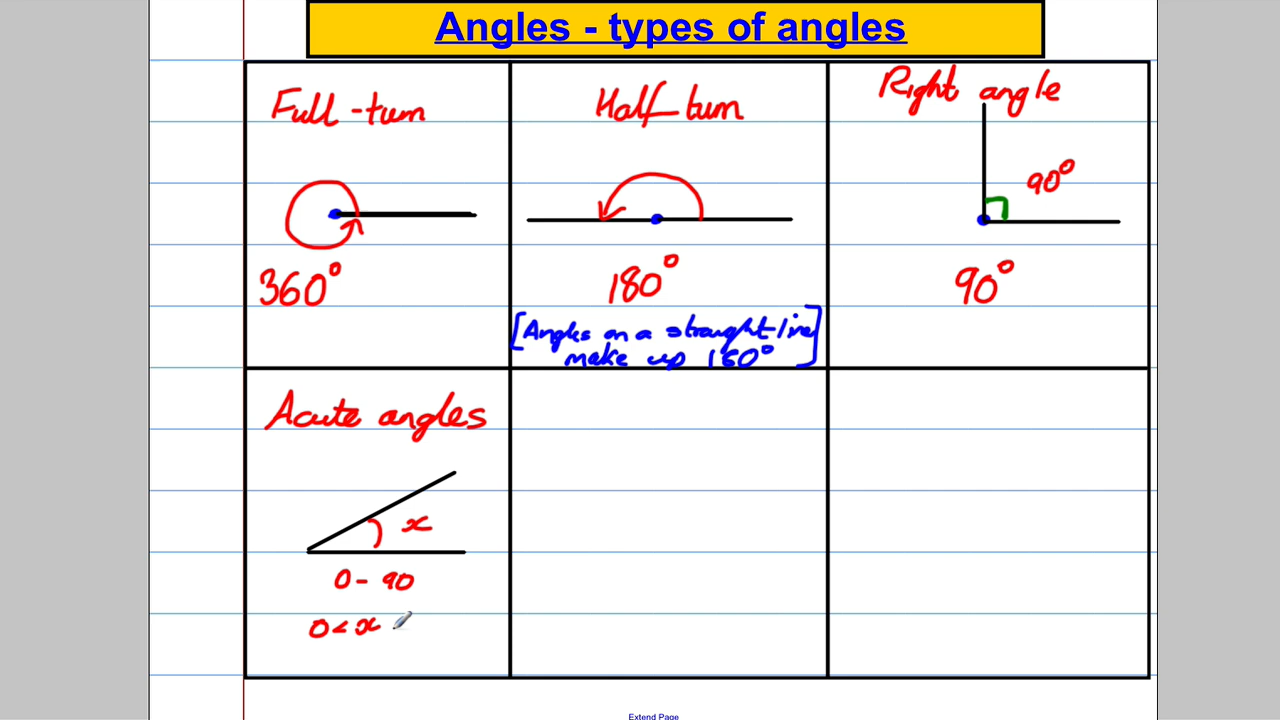 Angles - types of angles
Full-turn
360°
Half turn
180°
[Angles on a straight line
make up 180°]
Right angle
90°
90°
Acute angles
x
0 - 90
0 < x
Extend Page